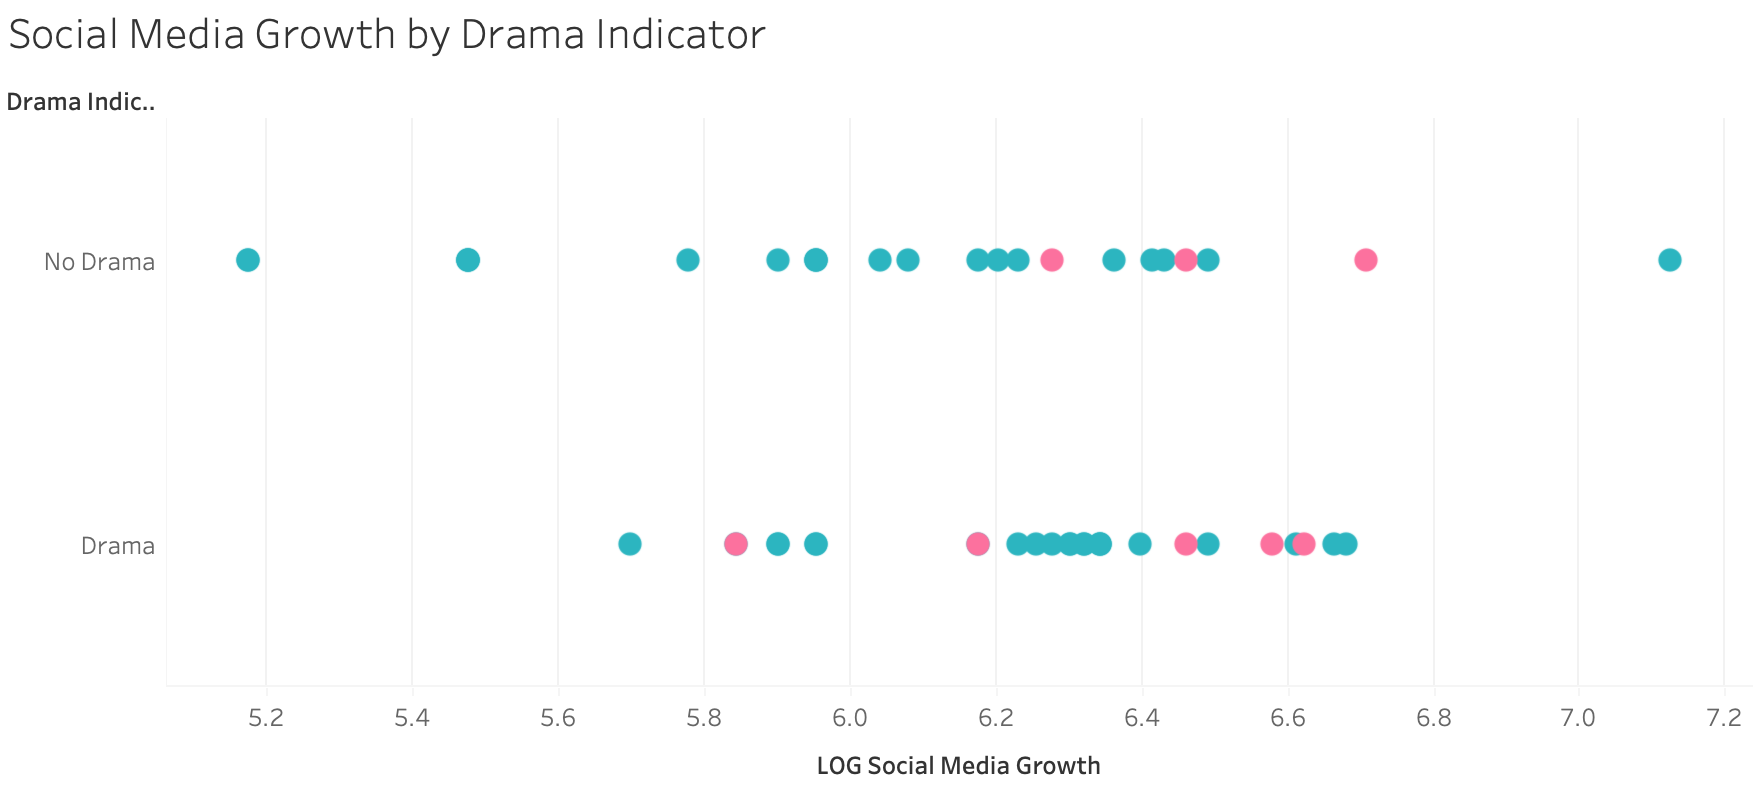 Social Media Growth by Drama Indicator
Drama Indic..
No Drama
Drama
5.2 5.4 5.6 5.8 6.0 6.2 6.4 6.6 6.8 7.0 7.2
LOG Social Media Growth